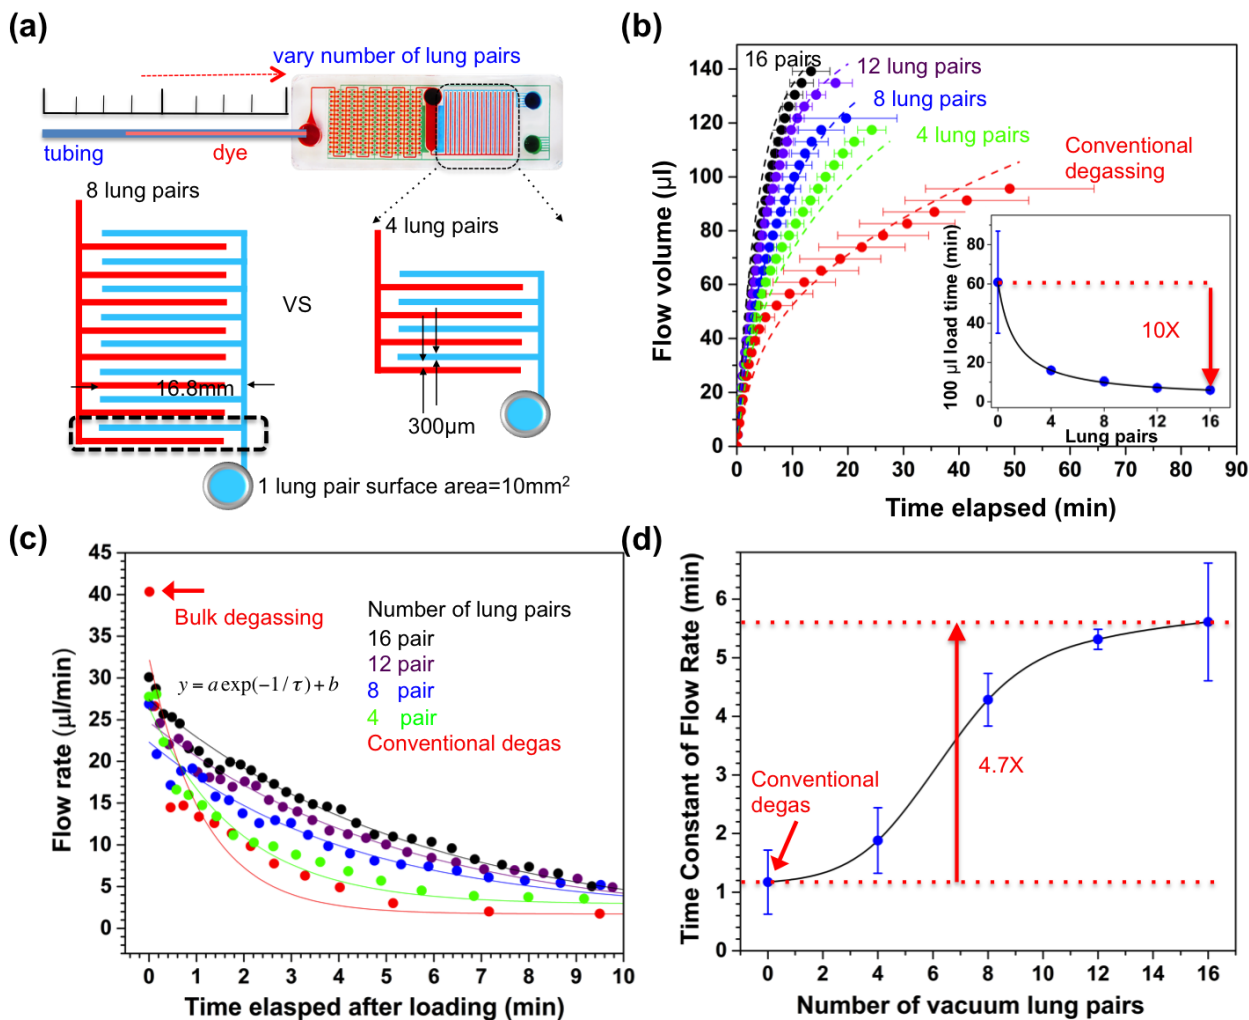 (a)
vary number of lung pairs
tubing
dye
8 lung pairs
4 lung pairs
VS
16.8mm
300µm
1 lung pair surface area=10mm²
(b)
140
120
100
80
60
40
20
0
Flow volume (µl)
16 pairs
12 lung pairs
8 lung pairs
4 lung pairs
Conventional
degassing
100 µl load time (min)
80
60
40
20
0
10X
0 4 8 12 16
Lung pairs
0 10 20 30 40 50 60 70 80 90
Time elapsed (min)
(c)
45
40
35
30
25
20
15
10
5
0
Flow rate (µl/min)
Bulk degassing
y = a exp(−1/τ) + b
Number of lung pairs
16 pair
12 pair
8 pair
4 pair
Conventional degas
0 1 2 3 4 5 6 7 8 9 10
Time elasped after loading (min)
(d)
6
5
4
3
2
1
0
Time Constant of Flow Rate (min)
Conventional
degas
4.7X
0 2 4 6 8 10 12 14 16
Number of vacuum lung pairs